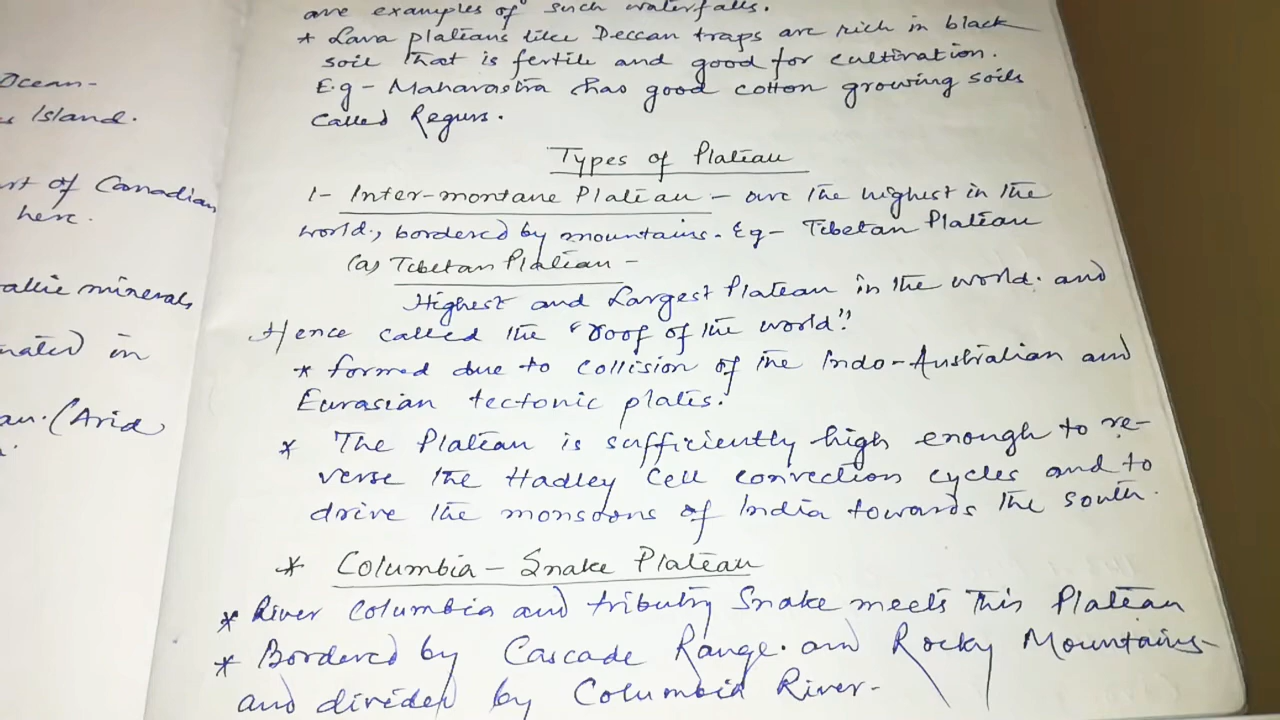 Ocean-
Island.
of Canadian
here.
minerals
in
(Arid
are examples of such waterfalls.
* Lava plateaus like Deccan traps are rich in black
soil that is fertile and good for cultivation.
E.g - Maharastra has good cotton growing soils
called Regurs.
Types of Plateau
1- Inter-montane Plateau - are the highest in the
world, bordered by mountains. Eg - Tibetan Plateau
(a) Tibetan Plateau -
Highest and Largest Plateau in the world. and
Hence called the "roof of the world".
* formed due to collision of the Indo-Australian and
Eurasian tectonic plates.
* The Plateau is sufficiently high enough to re-
verse the Hadley Cell convection cycles and to
drive the monsoons of India towards the south.
* Columbia - Snake Plateau
* River Columbia and tributry Snake meets this Plateau
* Bordered by Cascade Range. and Rocky Mountains-
and divided by Columbia River-